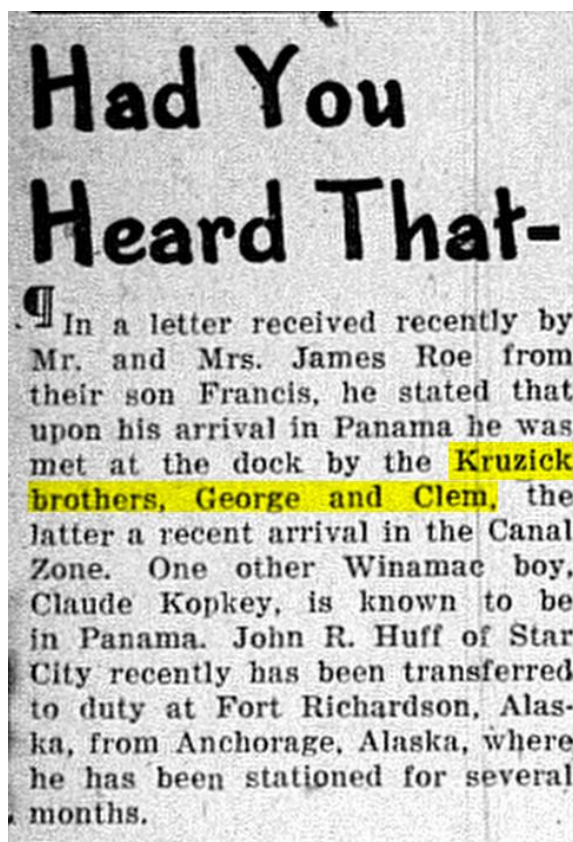 Had You
Heard That-
¶ In a letter received recently by
Mr. and Mrs. James Roe from
their son Francis, he stated that
upon his arrival in Panama he was
met at the dock by the Kruzick
brothers, George and Clem, the
latter a recent arrival in the Canal
Zone. One other Winamac boy,
Claude Kopkey, is known to be
in Panama. John R. Huff of Star
City recently has been transferred
to duty at Fort Richardson, Alas-
ka, from Anchorage, Alaska, where
he has been stationed for several
months.